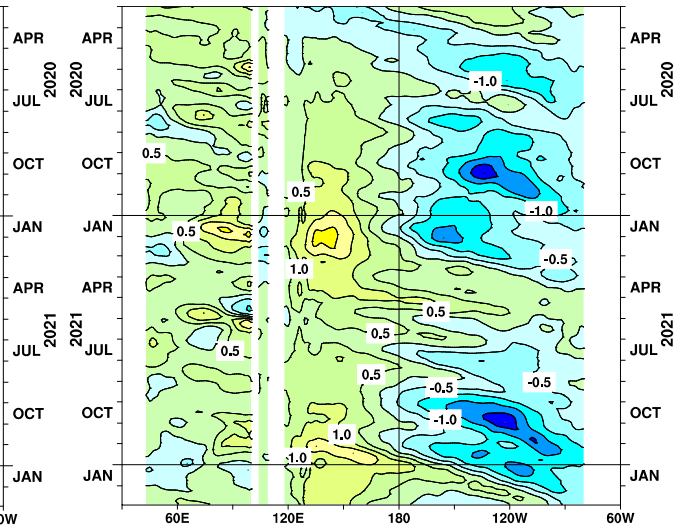 APR APR APR
2020 2020 2020
-1.0
JUL JUL JUL
0.5
OCT OCT OCT
0.5
-1.0
JAN 0.5 JAN JAN
-0.5
1.0
APR APR APR
0.5
2021 2021 2021
0.5
JUL JUL 0.5 JUL
0.5
-0.5 -0.5
OCT OCT -1.0 OCT
1.0
1.0
JAN JAN JAN
0W 60E 120E 180 120W 60W